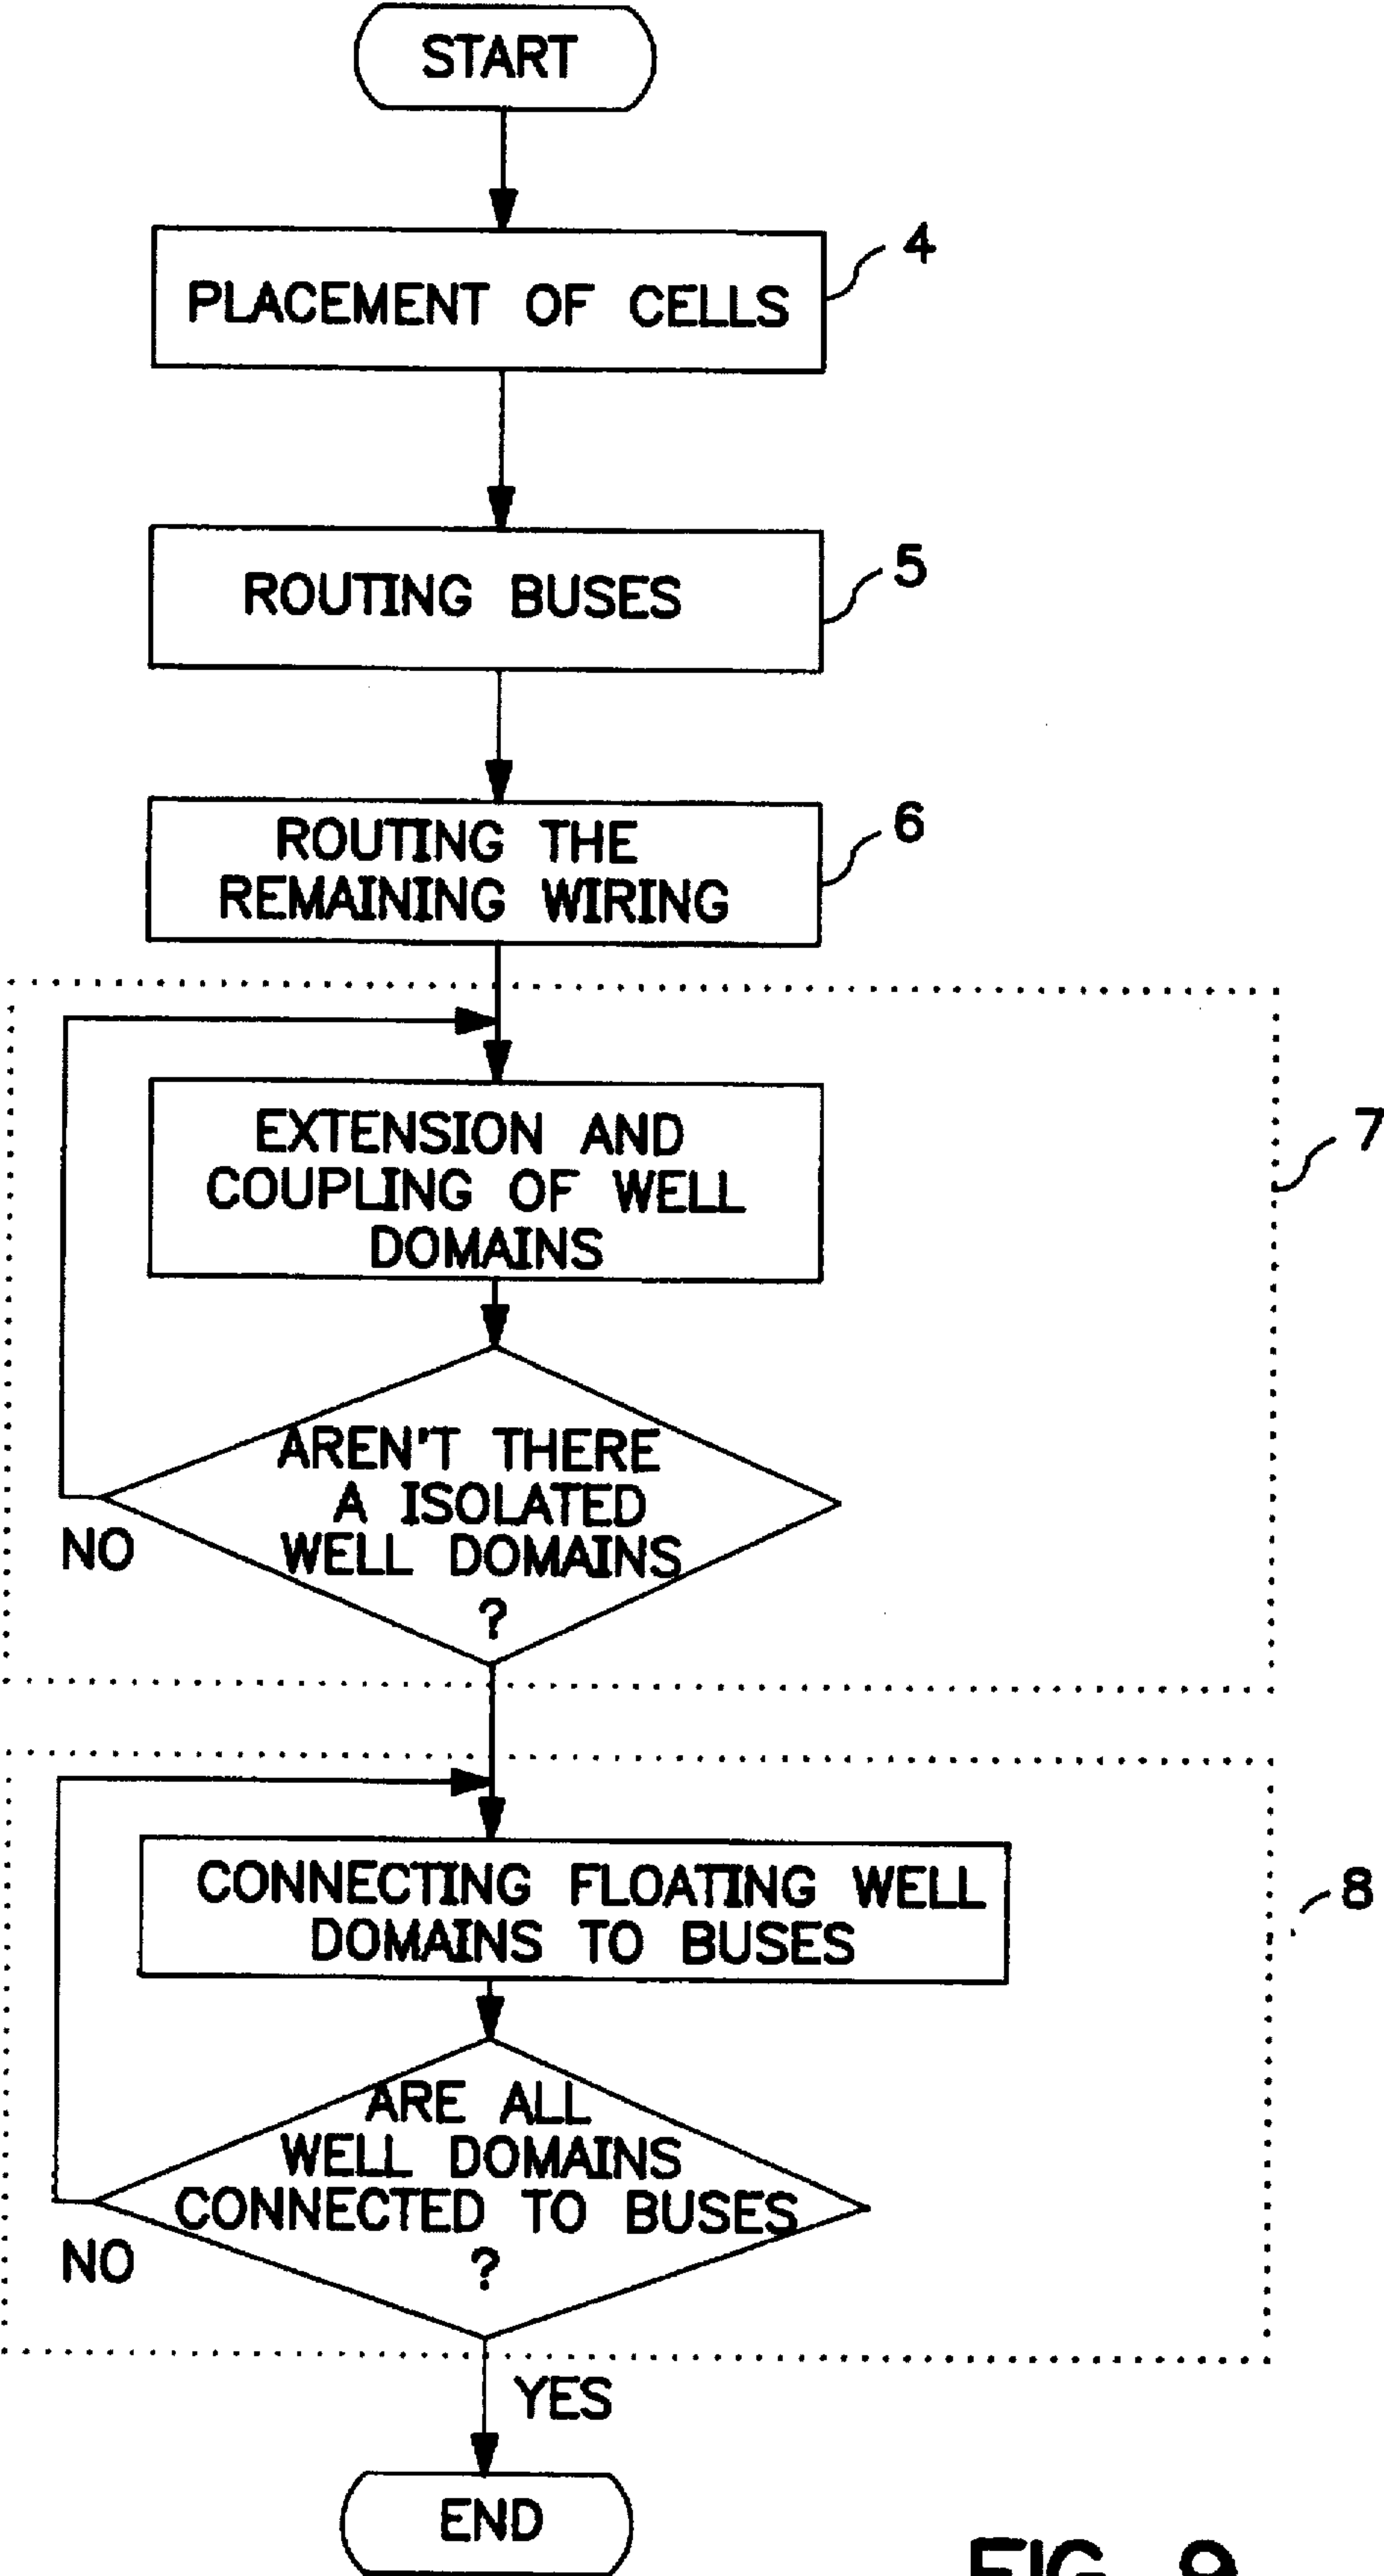 START
PLACEMENT OF CELLS
4
ROUTING BUSES
5
ROUTING THE
REMAINING WIRING
6
EXTENSION AND
COUPLING OF WELL
DOMAINS
7
AREN'T THERE
A ISOLATED
WELL DOMAINS
?
NO
CONNECTING FLOATING WELL
DOMAINS TO BUSES
8
ARE ALL
WELL DOMAINS
CONNECTED TO BUSES
?
NO
YES
END
FIG. 9